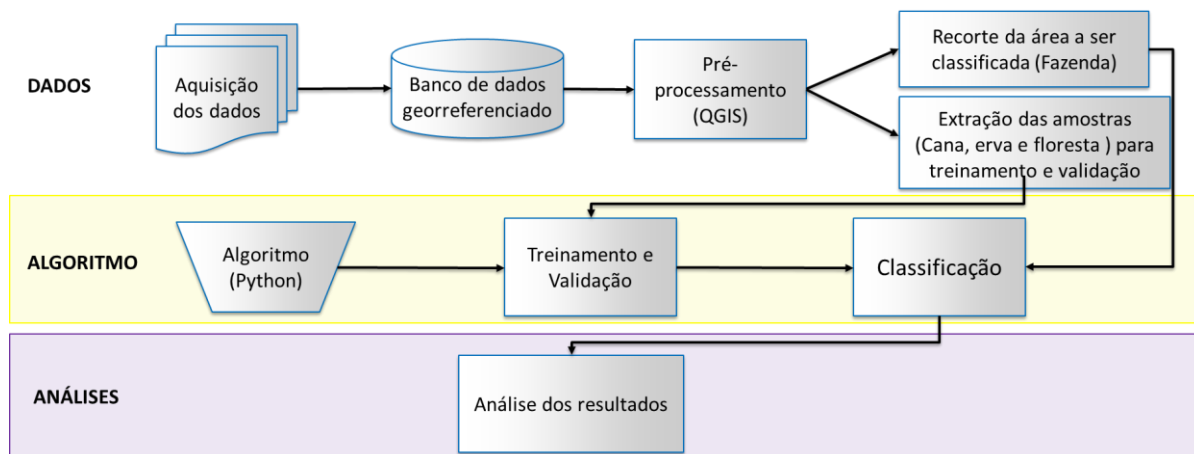 DADOS
Aquisição
dos dados
Banco de dados
georreferenciado
Pré-
processamento
(QGIS)
Recorte da área a ser
classificada (Fazenda)
Extração das amostras
(Cana, erva e floresta ) para
treinamento e validação
ALGORITMO
Algoritmo
(Python)
Treinamento e
Validação
Classificação
ANÁLISES
Análise dos resultados